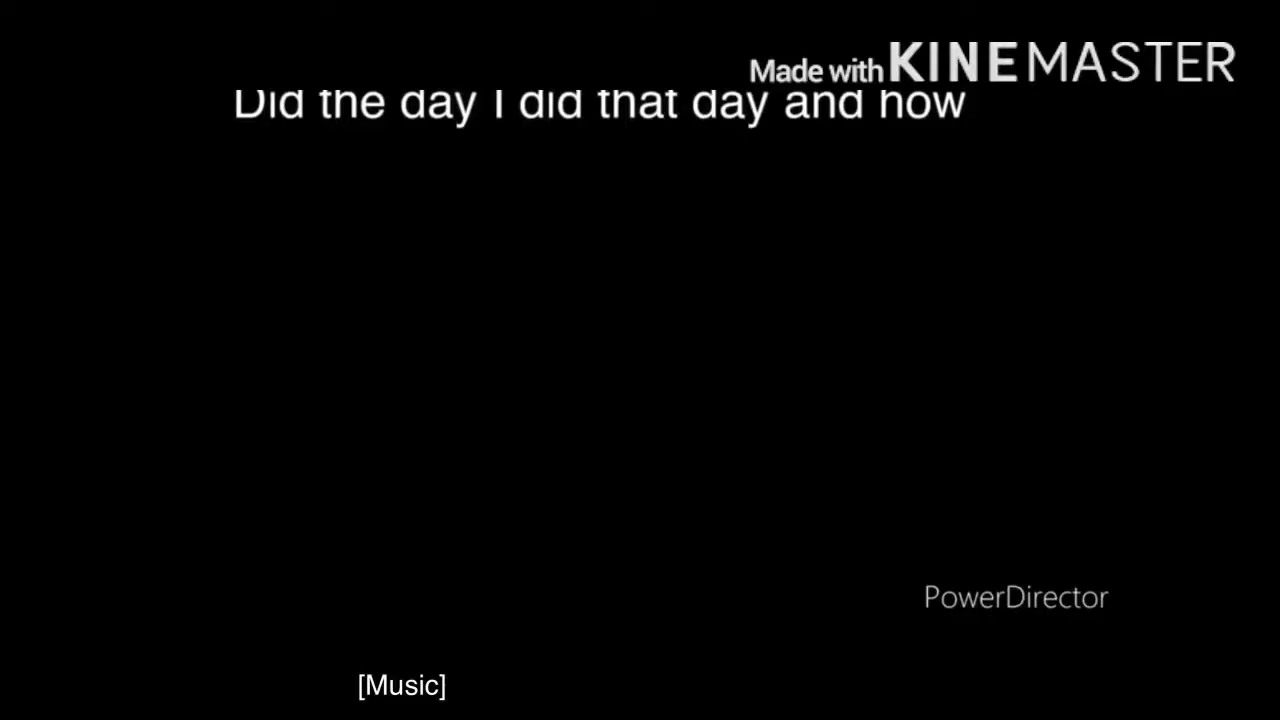 Made with KINEMASTER
Did the day I did that day and how
PowerDirector
[Music]